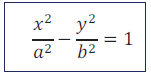 x²/a² − y²/b² = 1